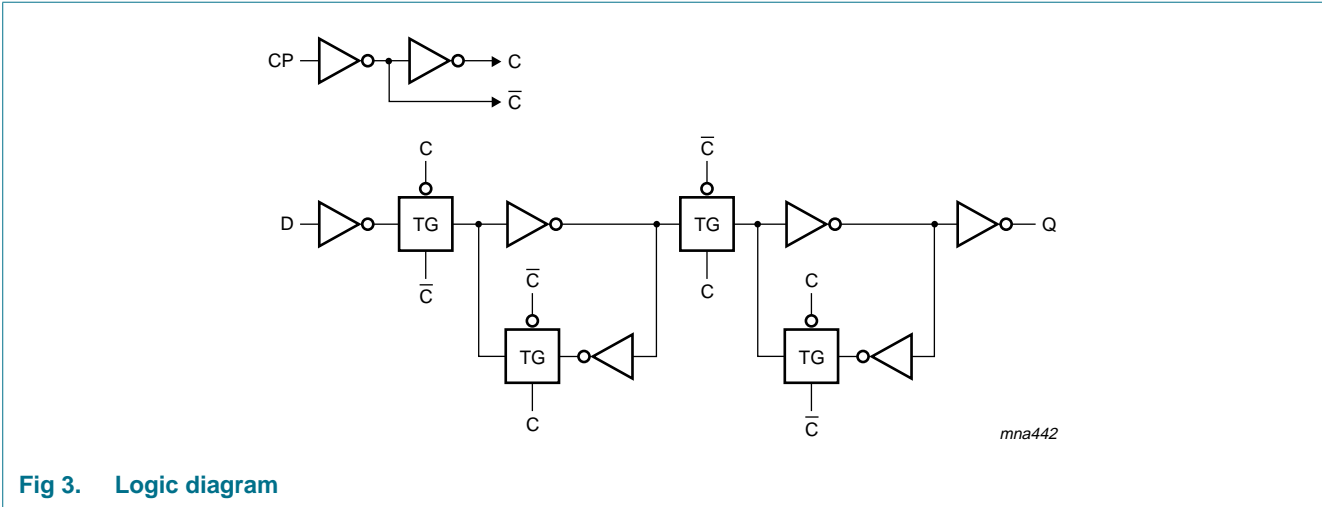 CP
C
C̅
C
C̅
D
TG
TG
Q
C̅
C̅
C
C
TG
TG
C
C̅
mna442
Fig 3. Logic diagram